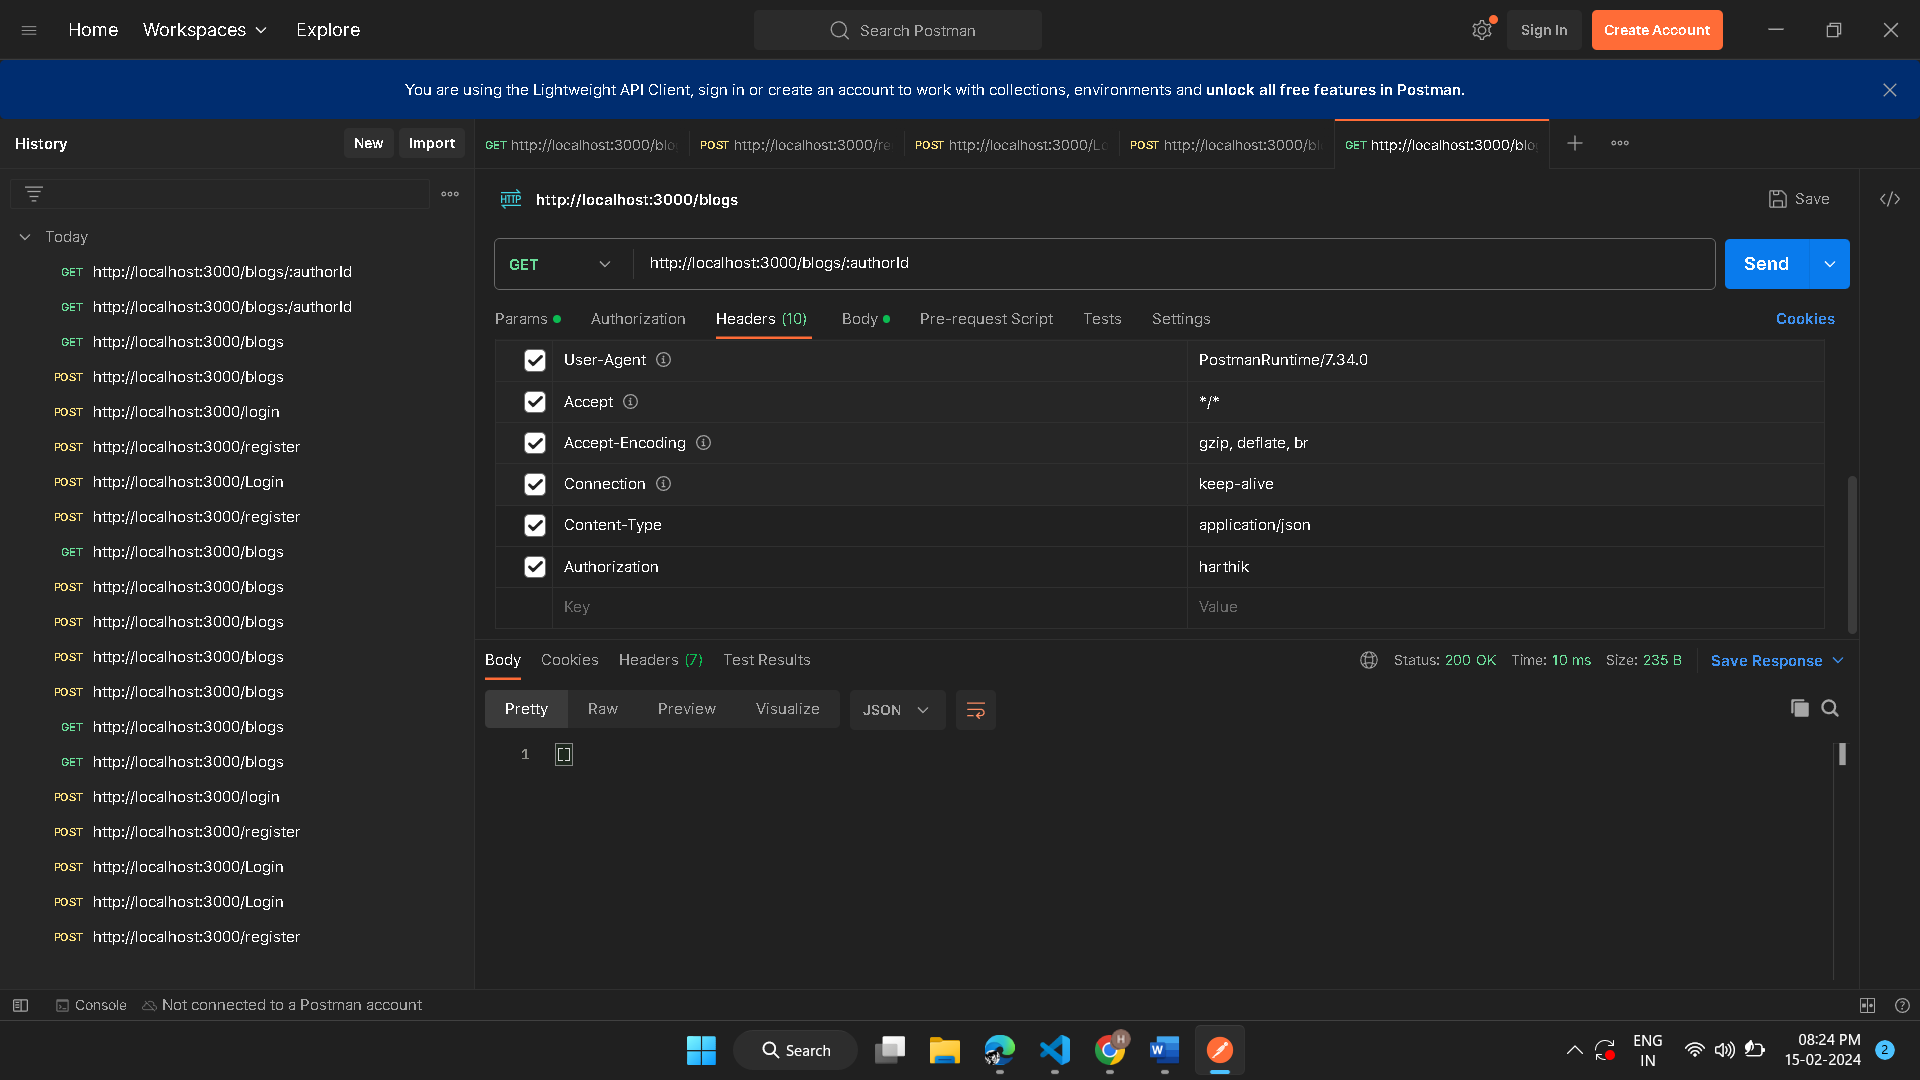 Home Workspaces Explore
Search Postman
Sign In Create Account
You are using the Lightweight API Client, sign in or create an account to work with collections, environments and unlock all free features in Postman.
History
New Import
GET http://localhost:3000/blo
POST http://localhost:3000/re
POST http://localhost:3000/Lo
POST http://localhost:3000/bl
GET http://localhost:3000/blo
HTTP http://localhost:3000/blogs
Save
Today
GET http://localhost:3000/blogs/:authorId
GET http://localhost:3000/blogs:/authorId
GET http://localhost:3000/blogs
POST http://localhost:3000/blogs
POST http://localhost:3000/login
POST http://localhost:3000/register
POST http://localhost:3000/Login
POST http://localhost:3000/register
GET http://localhost:3000/blogs
POST http://localhost:3000/blogs
POST http://localhost:3000/blogs
POST http://localhost:3000/blogs
POST http://localhost:3000/blogs
GET http://localhost:3000/blogs
GET http://localhost:3000/blogs
POST http://localhost:3000/login
POST http://localhost:3000/register
POST http://localhost:3000/Login
POST http://localhost:3000/Login
POST http://localhost:3000/register
GET http://localhost:3000/blogs/:authorId
Send
Params Authorization Headers (10) Body Pre-request Script Tests Settings
Cookies
User-Agent PostmanRuntime/7.34.0
Accept */*
Accept-Encoding gzip, deflate, br
Connection keep-alive
Content-Type application/json
Authorization harthik
Key Value
Body Cookies Headers (7) Test Results
Status: 200 OK Time: 10 ms Size: 235 B Save Response
Pretty Raw Preview Visualize JSON
1 []
Console Not connected to a Postman account
Search
H
W
ENG
IN
08:24 PM
15-02-2024
2